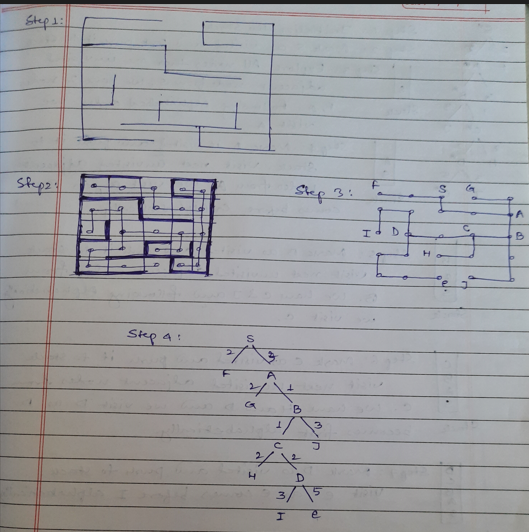 Step 1:
Step 2:
Step 3:
F S G
A
I D C B
H
e J
Step 4:
S
2 3
F A
2 1
G B
1 3
C J
2 2
H D
3 5
I e